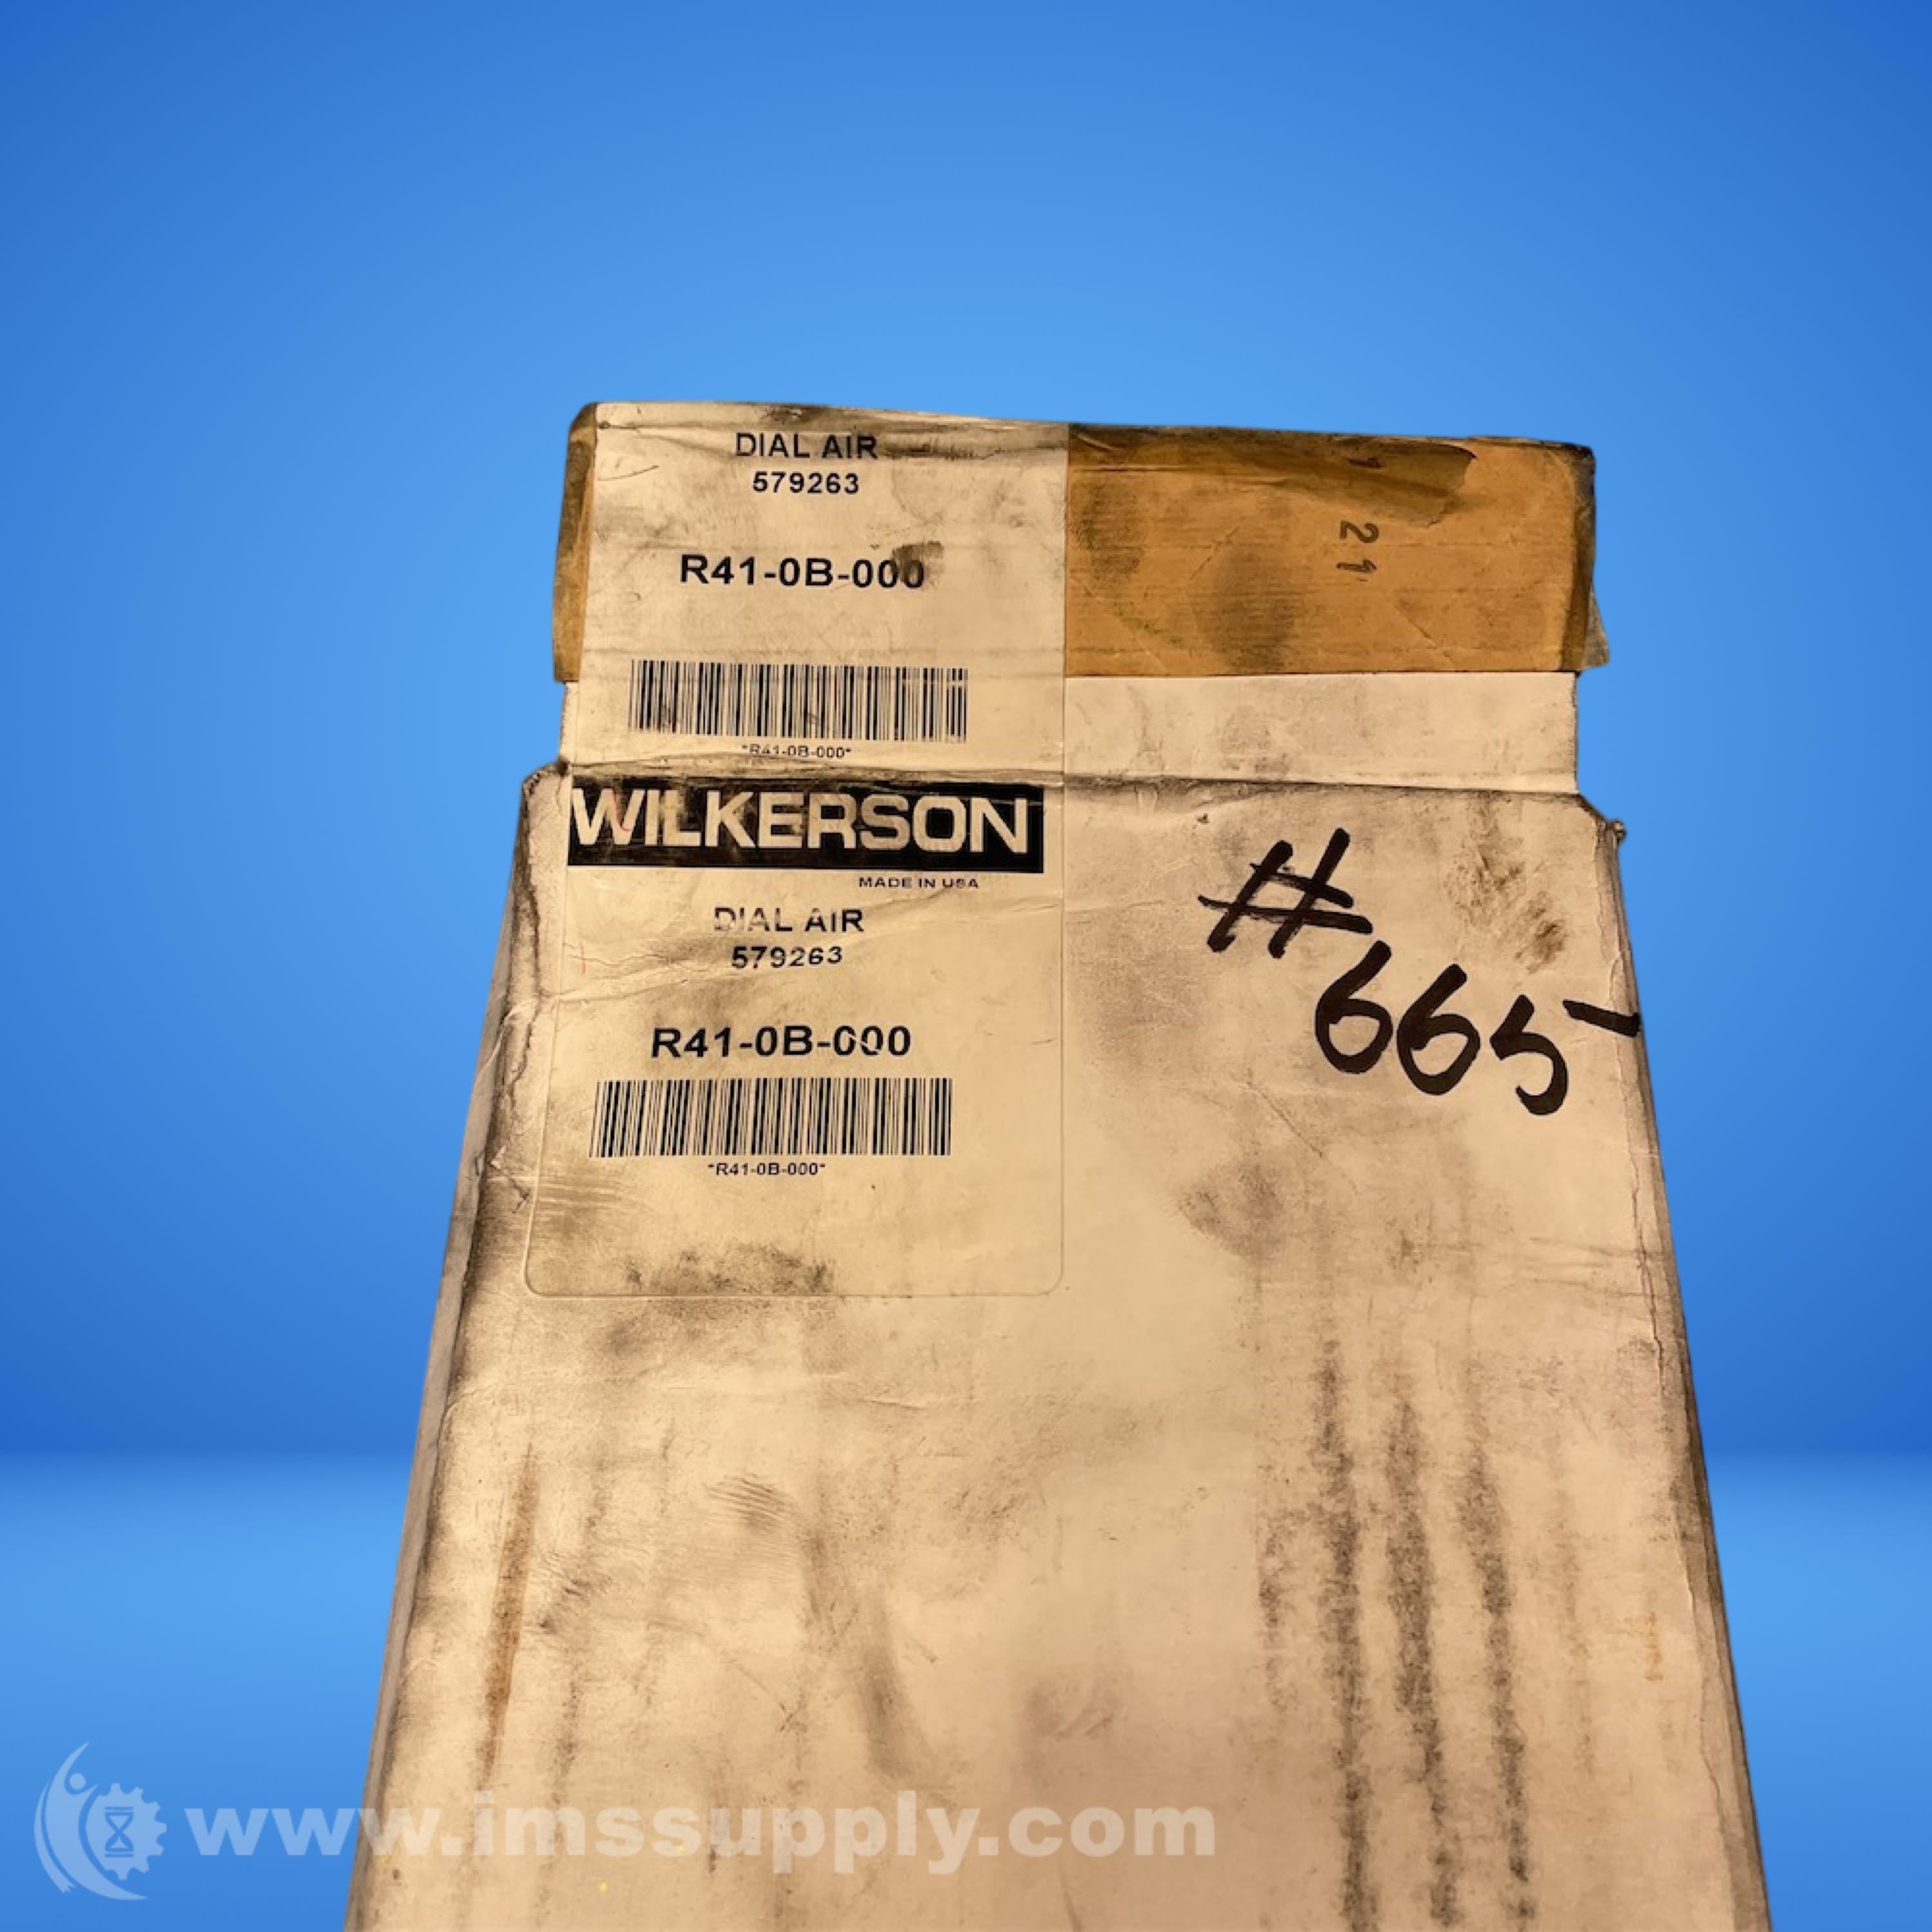 DIAL AIR
579263
R41-0B-000
*R41-0B-000*
1
21
WILKERSON
MADE IN USA
DIAL AIR
579263
R41-0B-000
*R41-0B-000*
#
665
www.imssupply.com